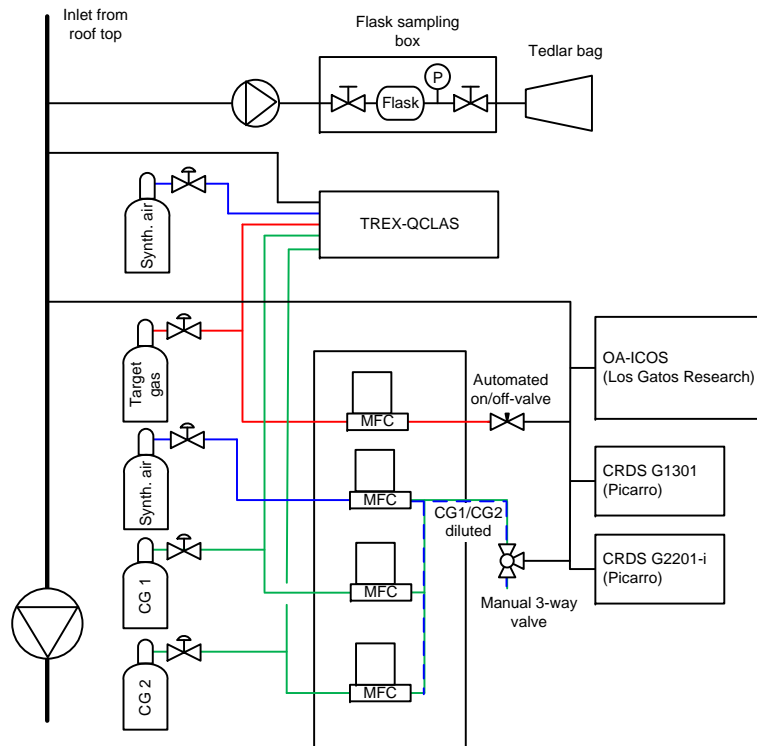 Inlet from
roof top
Flask sampling
box
Tedlar bag
P
Flask
Synth. air
TREX-QCLAS
Target
gas
OA-ICOS
(Los Gatos Research)
Automated
on/off-valve
MFC
Synth. air
MFC
CG1/CG2
diluted
CRDS G1301
(Picarro)
CG 1
MFC
CRDS G2201-i
(Picarro)
Manual 3-way
valve
CG 2
MFC